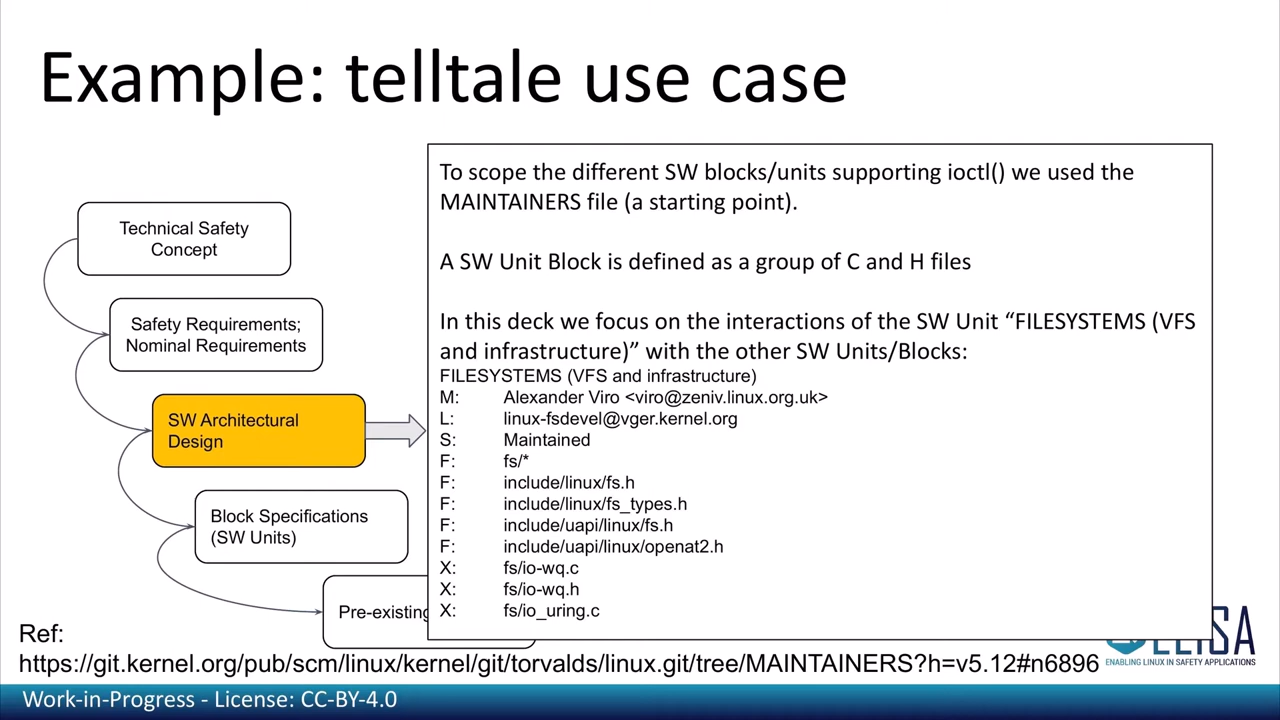 Example: telltale use case
Technical Safety
Concept
Safety Requirements;
Nominal Requirements
SW Architectural
Design
Block Specifications
(SW Units)
Pre-existing
To scope the different SW blocks/units supporting ioctl() we used the
MAINTAINERS file (a starting point).
A SW Unit Block is defined as a group of C and H files
In this deck we focus on the interactions of the SW Unit “FILESYSTEMS (VFS
and infrastructure)” with the other SW Units/Blocks:
FILESYSTEMS (VFS and infrastructure)
M: Alexander Viro <viro@zeniv.linux.org.uk>
L: linux-fsdevel@vger.kernel.org
S: Maintained
F: fs/*
F: include/linux/fs.h
F: include/linux/fs_types.h
F: include/uapi/linux/fs.h
F: include/uapi/linux/openat2.h
X: fs/io-wq.c
X: fs/io-wq.h
X: fs/io_uring.c
Ref:
https://git.kernel.org/pub/scm/linux/kernel/git/torvalds/linux.git/tree/MAINTAINERS?h=v5.12#n6896
ELISA
ENABLING LINUX IN SAFETY APPLICATIONS
Work-in-Progress - License: CC-BY-4.0